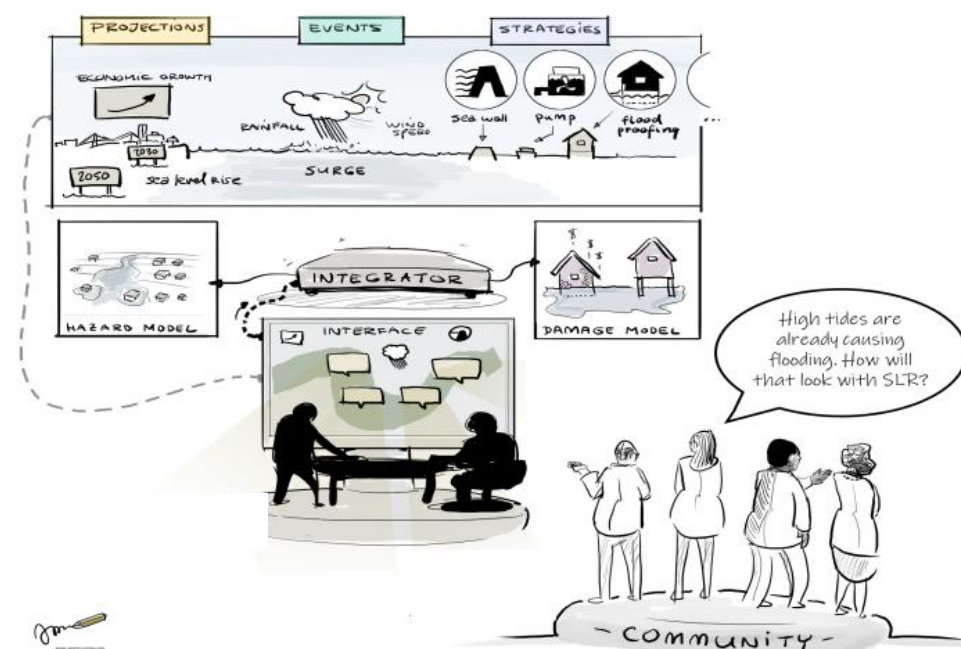 PROJECTIONS
EVENTS
STRATEGIES
ECONOMIC GROWTH
RAINFALL
WIND
SPEED
sea wall
pump
flood
proofing
...
2030
2050
sea level rise
SURGE
INTEGRATOR
HAZARD MODEL
INTERFACE
DAMAGE MODEL
$
$
$
$
High tides are
already causing
flooding. How will
that look with SLR?
- COMMUNITY -